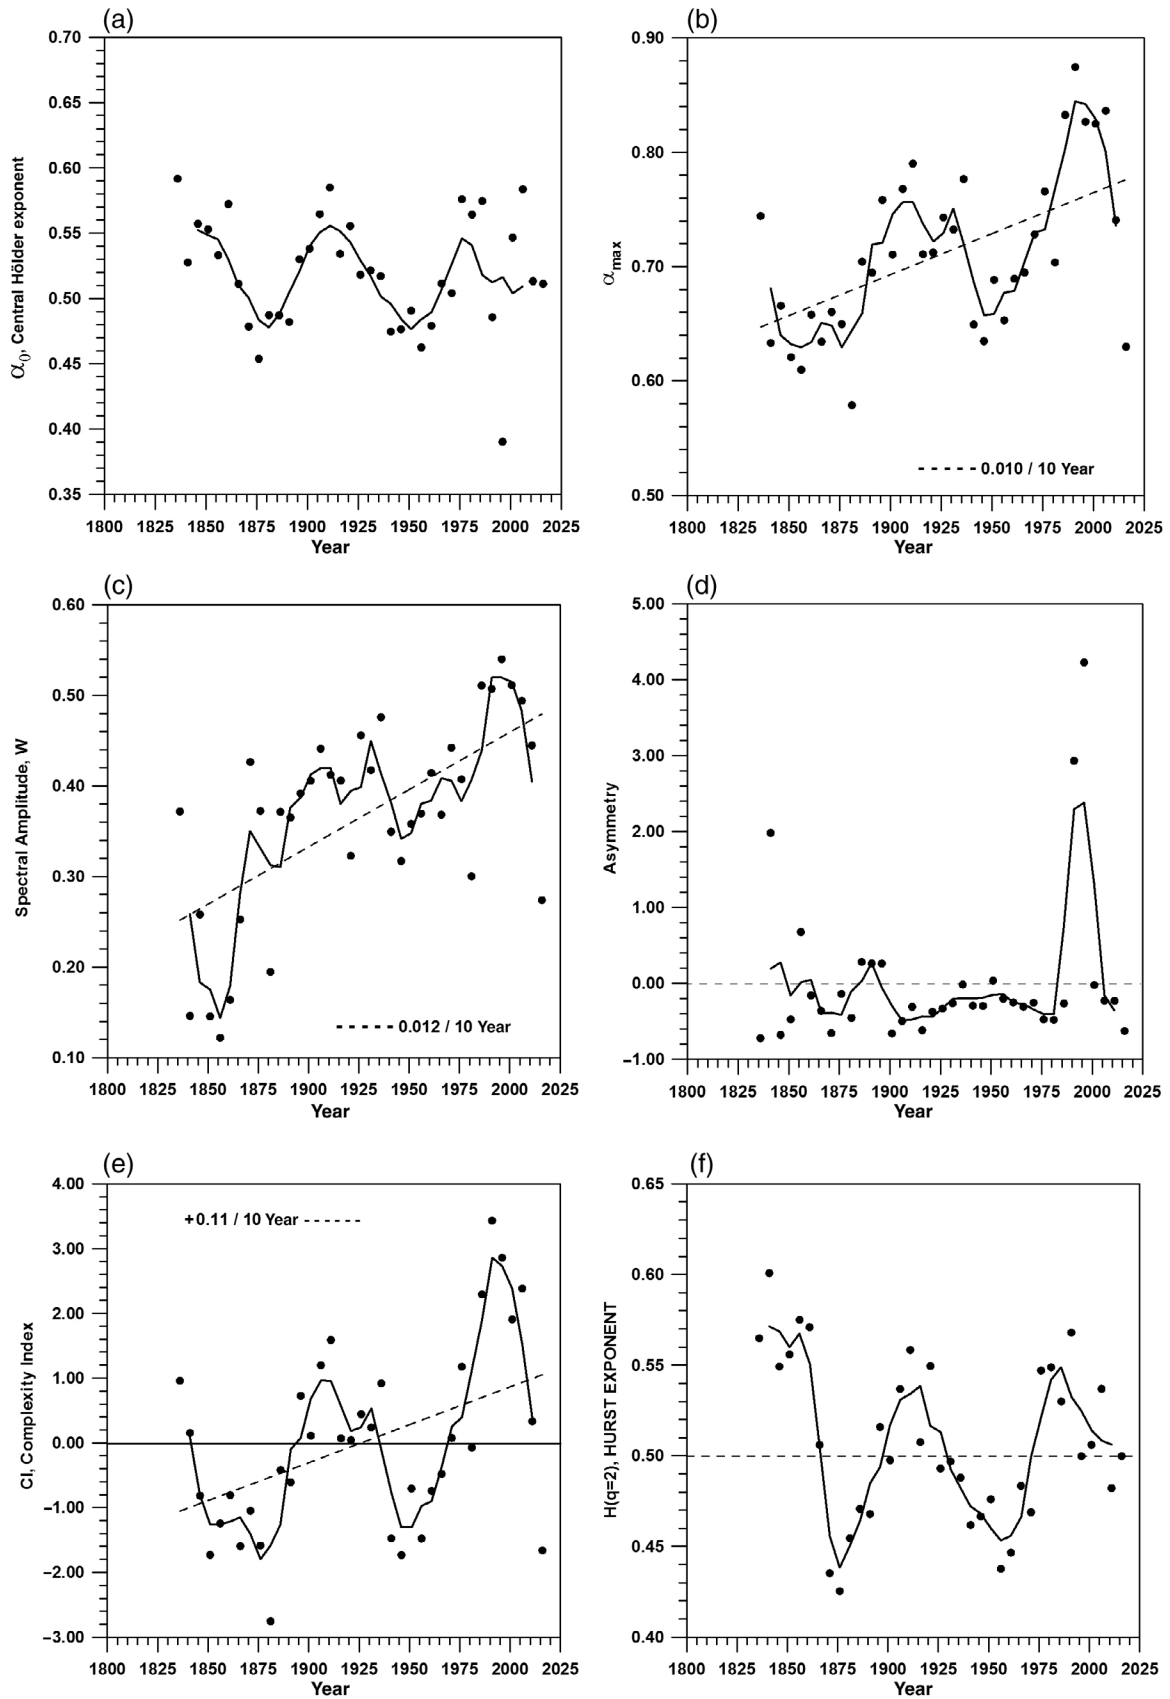 (a)
0.70
0.65
0.60
0.55
0.50
0.45
0.40
0.35
α0, Central Hölder exponent
1800 1825 1850 1875 1900 1925 1950 1975 2000 2025
Year
(b)
0.90
0.80
0.70
0.60
0.50
αmax
0.010 / 10 Year
1800 1825 1850 1875 1900 1925 1950 1975 2000 2025
Year
(c)
0.60
0.50
0.40
0.30
0.20
0.10
Spectral Amplitude, W
0.012 / 10 Year
1800 1825 1850 1875 1900 1925 1950 1975 2000 2025
Year
(d)
5.00
4.00
3.00
2.00
1.00
0.00
−1.00
Asymmetry
1800 1825 1850 1875 1900 1925 1950 1975 2000 2025
Year
(e)
4.00
3.00
2.00
1.00
0.00
−1.00
−2.00
−3.00
CI, Complexity Index
+0.11 / 10 Year
1800 1825 1850 1875 1900 1925 1950 1975 2000 2025
Year
(f)
0.65
0.60
0.55
0.50
0.45
0.40
H(q=2), HURST EXPONENT
1800 1825 1850 1875 1900 1925 1950 1975 2000 2025
Year